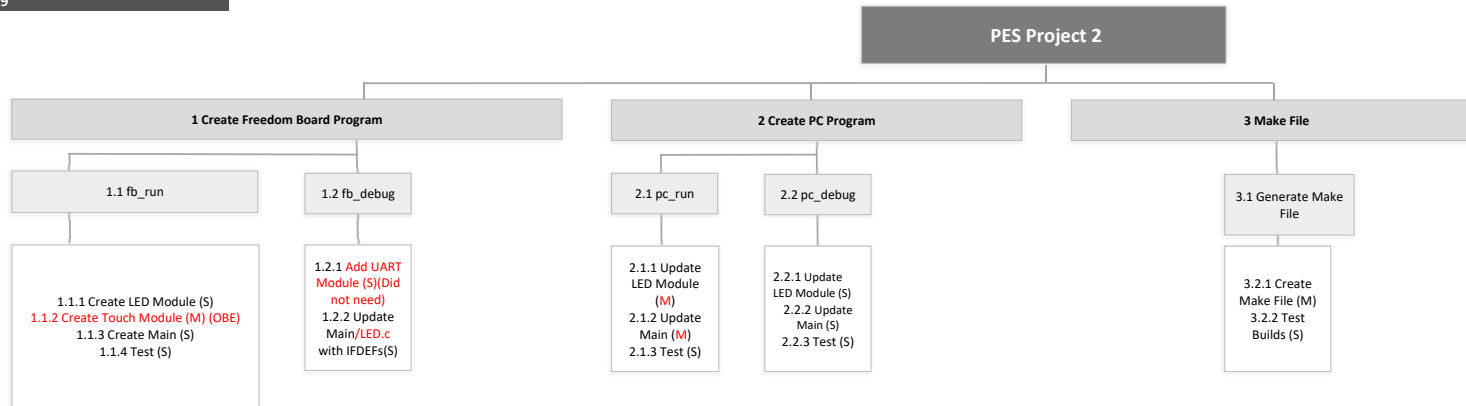 9
PES Project 2
1 Create Freedom Board Program
2 Create PC Program
3 Make File
1.1 fb_run
1.2 fb_debug
2.1 pc_run
2.2 pc_debug
3.1 Generate Make
File
1.1.1 Create LED Module (S)
1.1.2 Create Touch Module (M) (OBE)
1.1.3 Create Main (S)
1.1.4 Test (S)
1.2.1 Add UART
Module (S)(Did
not need)
1.2.2 Update
Main/LED.c
with IFDEFs(S)
2.1.1 Update
LED Module
(M)
2.1.2 Update
Main (M)
2.1.3 Test (S)
2.2.1 Update
LED Module (S)
2.2.2 Update
Main (S)
2.2.3 Test (S)
3.2.1 Create
Make File (M)
3.2.2 Test
Builds (S)